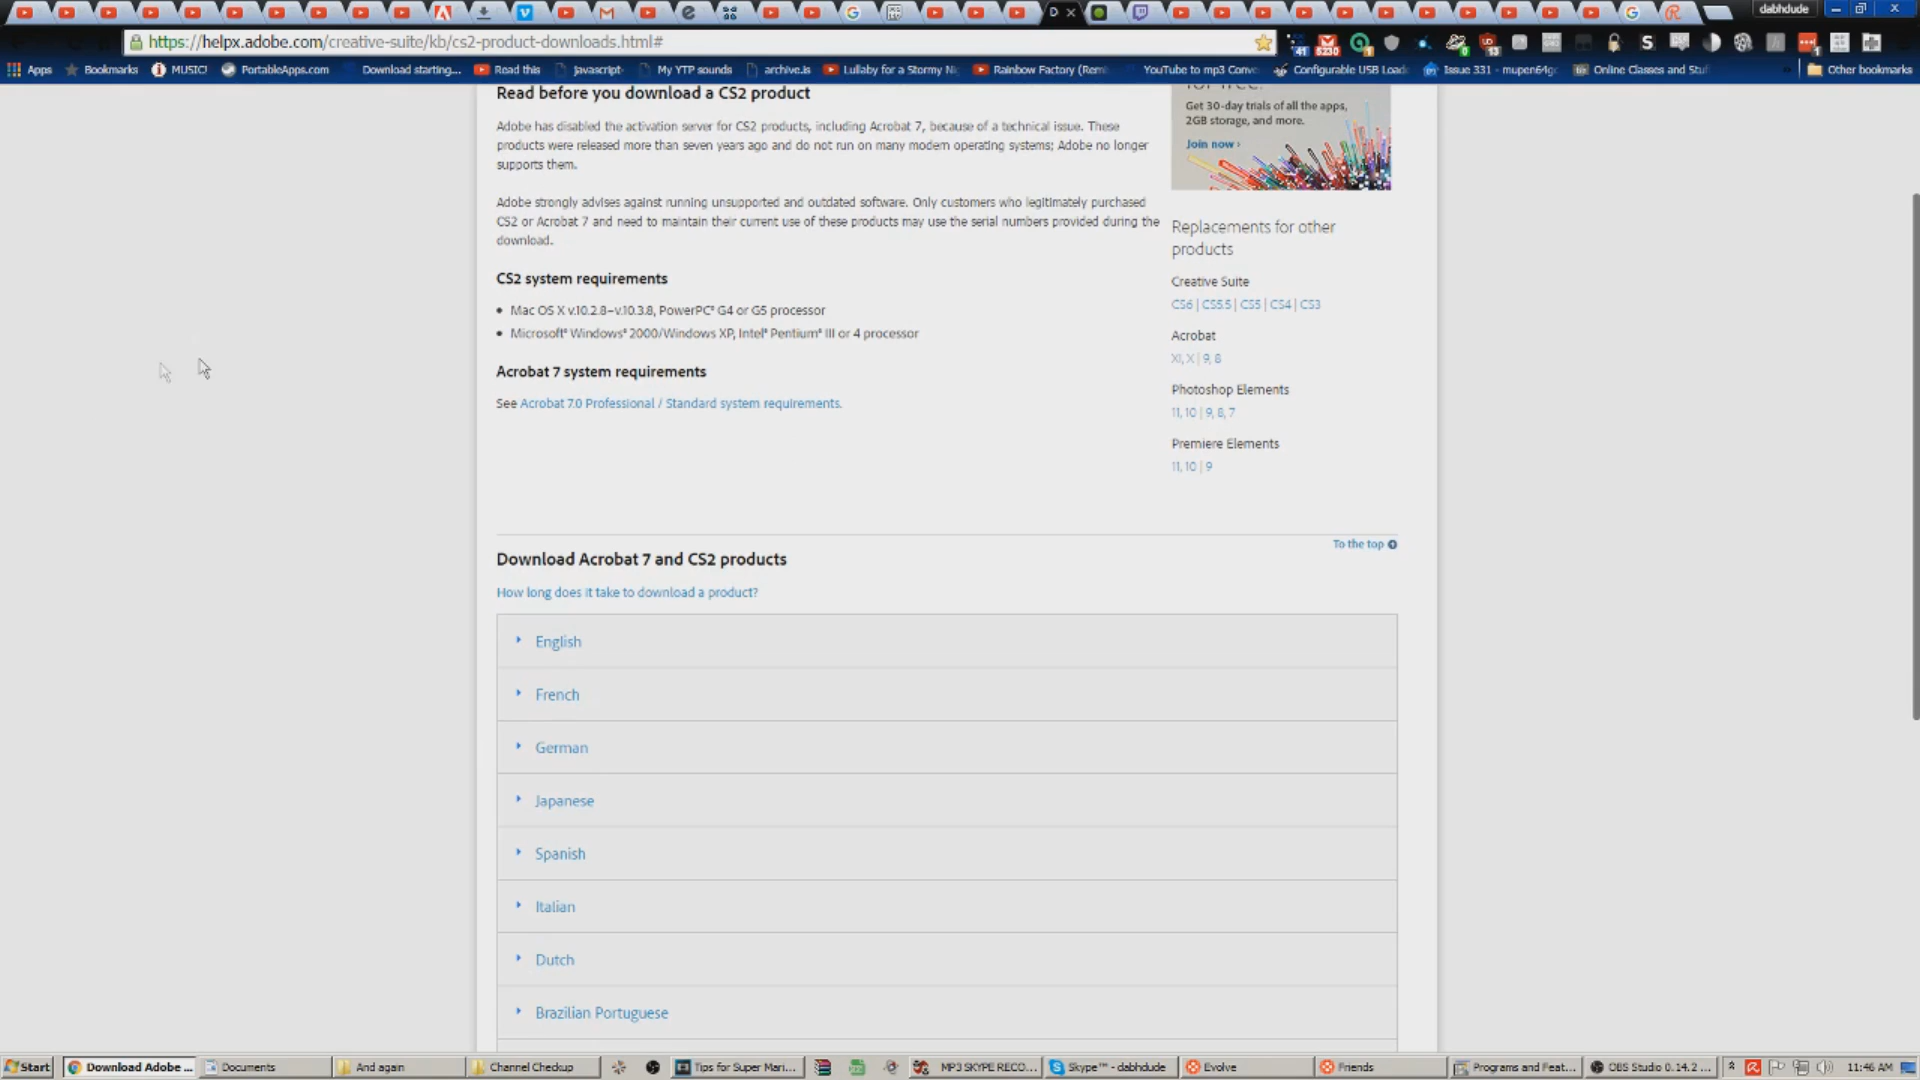 dabhdude
https://helpx.adobe.com/creative-suite/kb/cs2-product-downloads.html#
41
5230
0
13
1
Apps
Bookmarks
MUSIC!
PortableApps.com
Download starting...
Read this
javascript:
My YTP sounds
archive.is
Lullaby for a Stormy Ni
Rainbow Factory (Remi
YouTube to mp3 Conve
Configurable USB Load
Issue 331 - mupen64g
Online Classes and Stuf
Other bookmarks
Read before you download a CS2 product
Adobe has disabled the activation server for CS2 products, including Acrobat 7, because of a technical issue. These
products were released more than seven years ago and do not run on many modern operating systems; Adobe no longer
supports them.
Adobe strongly advises against running unsupported and outdated software. Only customers who legitimately purchased
CS2 or Acrobat 7 and need to maintain their current use of these products may use the serial numbers provided during the
download.
CS2 system requirements
• Mac OS X v.10.2.8–v.10.3.8, PowerPC® G4 or G5 processor
• Microsoft® Windows® 2000/Windows XP, Intel® Pentium® III or 4 processor
Acrobat 7 system requirements
See Acrobat 7.0 Professional / Standard system requirements.
for free.
Get 30-day trials of all the apps,
2GB storage, and more.
Join now ›
Replacements for other
products
Creative Suite
CS6 | CS5.5 | CS5 | CS4 | CS3
Acrobat
XI, X | 9, 8
Photoshop Elements
11, 10 | 9, 8, 7
Premiere Elements
11, 10 | 9
To the top
Download Acrobat 7 and CS2 products
How long does it take to download a product?
English
French
German
Japanese
Spanish
Italian
Dutch
Brazilian Portuguese
Start
Download Adobe ...
Documents
And again
Channel Checkup
Tips for Super Mari...
MP3 SKYPE RECO...
Skype™ - dabhdude
Evolve
Friends
Programs and Feat...
OBS Studio 0.14.2 ...
11:46 AM